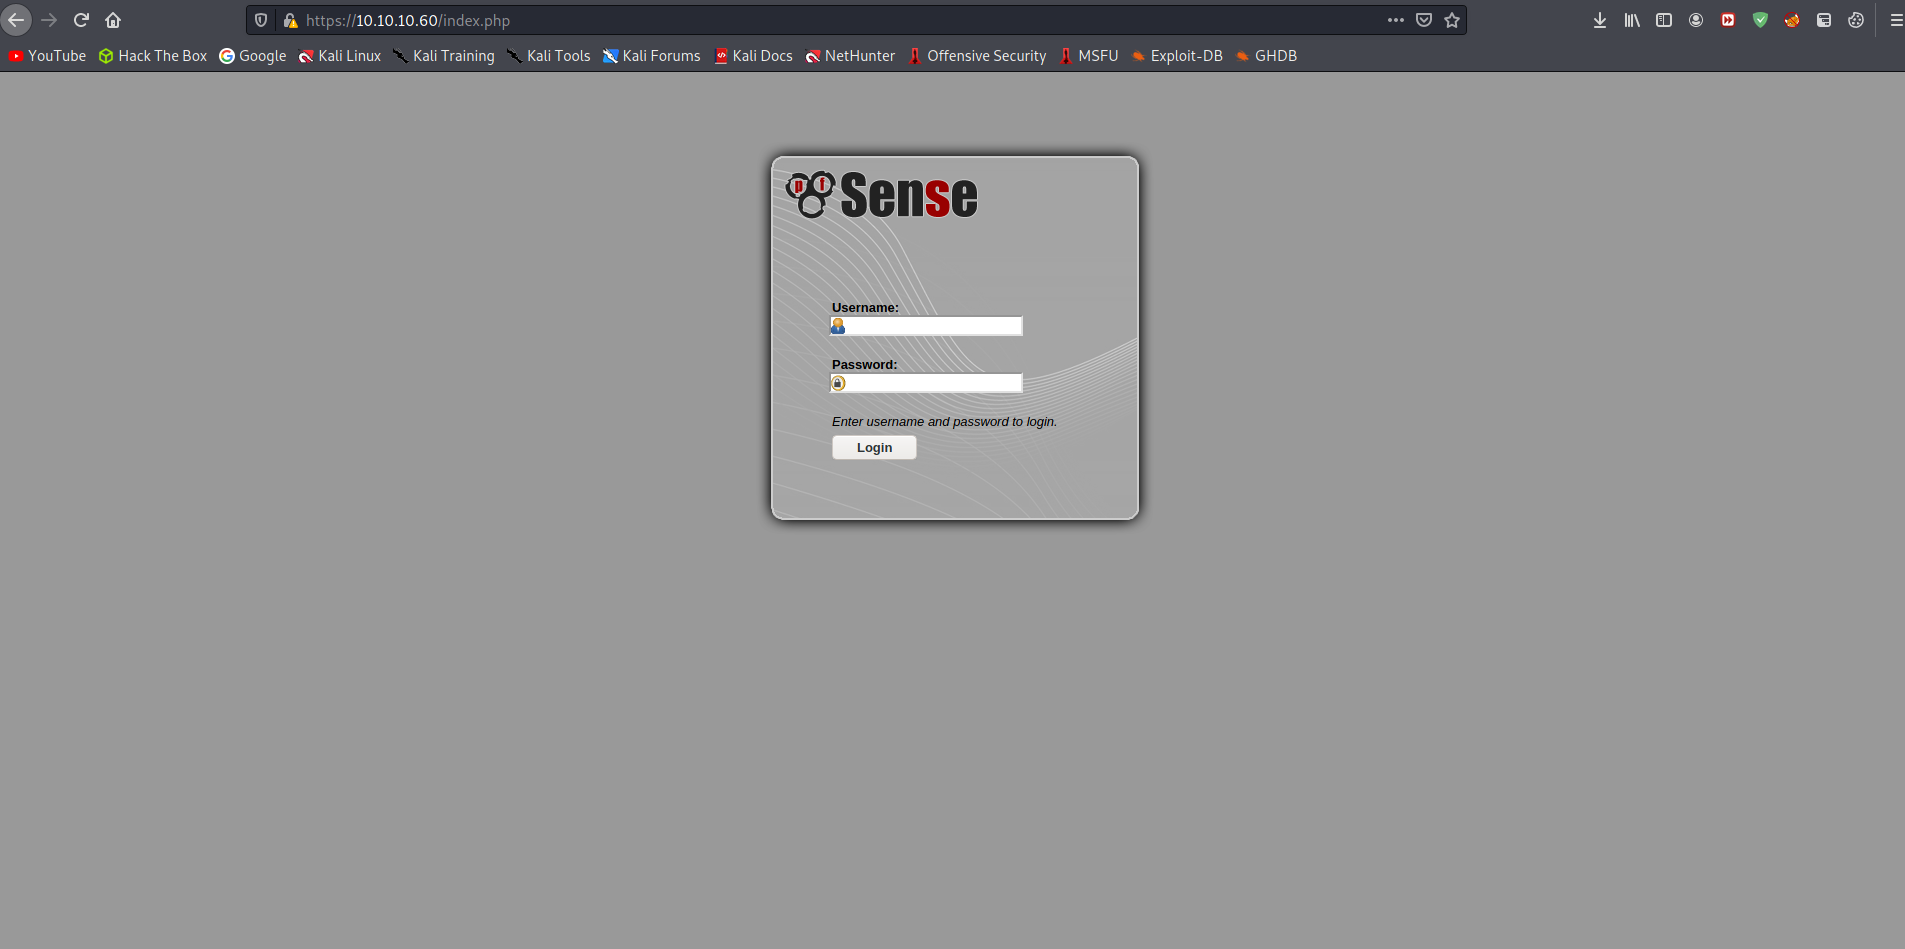 https://10.10.10.60/index.php
YouTube Hack The Box Google Kali Linux Kali Training Kali Tools Kali Forums Kali Docs NetHunter Offensive Security MSFU Exploit-DB GHDB
pf Sense
Username:
Password:
Enter username and password to login.
Login